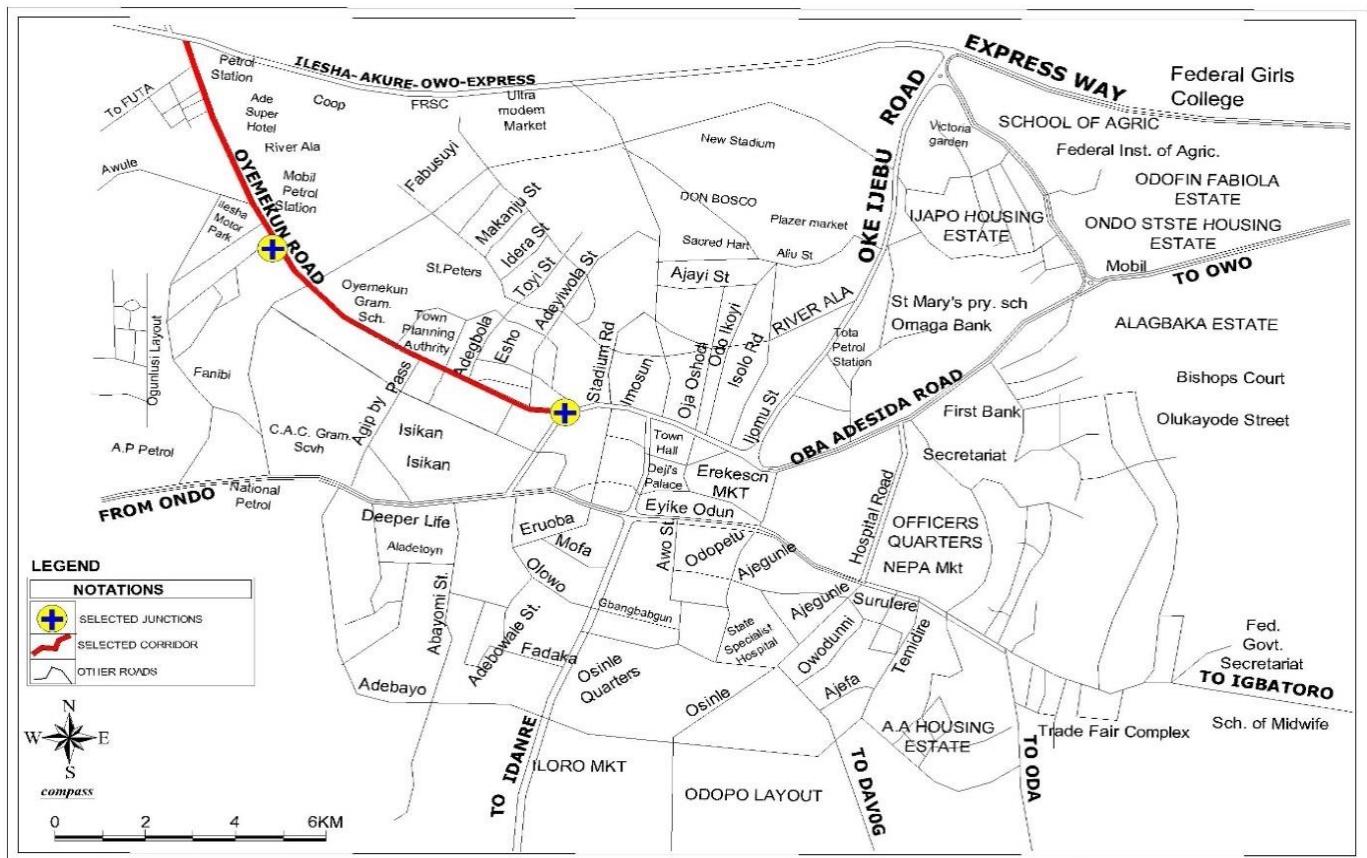 ILESHA-AKURE-OWO-EXPRESS
EXPRESS WAY
Federal Girls
College
Petrol
Station
To FUTA
Ade
Super
Hotel
Coop
FRSC
Ultra
modem
Market
OKE IJEBU ROAD
Victoria
garden
SCHOOL OF AGRIC
Federal Inst. of Agric.
New Stadium
River Ala
Awule
OYEMEKUN ROAD
Mobil
Petrol
Station
Fabusuyi
ODOFIN FABIOLA
ESTATE
Makanju St
DON BOSCO
Plazer market
IJAPO HOUSING
ESTATE
ONDO STSTE HOUSING
ESTATE
ilesha
Motor
Park
Idera St
Sacred Hart
Aliu St
Toyi St
Adeyiwola St
St.Peters
Ajayi St
Mobil
TO OWO
Oyemekun
Gram.
Sch.
Town
Planning
Authrity
Adegbola
Esho
Stadium Rd
Imosun
Oja Oshodi
Odo Ikoyi
Isolo Rd
RIVER ALA
St Mary's pry. sch
Omaga Bank
Tota
Petrol
Station
ALAGBAKA ESTATE
Ogunlusi Layout
Fanibi
Agip by Pass
Bishops Court
Olukayode Street
First Bank
OBA ADESIDA ROAD
Ijomu St
A.P Petrol
C.A.C. Gram.
Scvh
Isikan
Isikan
Town
Hall
Deji's
Palace
Erekescn
MKT
Secretariat
FROM ONDO
National
Petrol
Eyike Odun
Hospital Road
OFFICERS
QUARTERS
NEPA Mkt
Deeper Life
Aladetoyn
Eruoba
Mofa
Olowo
Awo St
Odopetu
Ajegunle
Ajegunle
Surulere
Gbangbabgun
State
Specialist
Hospital
Owodunni
Temidire
Abayomi St.
Adebowale St.
Fadaka
Osinle
Quarters
Osinle
Ajefa
Adebayo
Fed.
Govt.
Secretariat
TO IGBATORO
Sch. of Midwife
A.A HOUSING
ESTATE
Trade Fair Complex
TO IDANRE
ILORO MKT
ODOPO LAYOUT
TO DAVOG
TO ODA
LEGEND
NOTATIONS
SELECTED JUNCTIONS
SELECTED CORRIDOR
OTHER ROADS
N
W E
S
compass
0 2 4 6KM